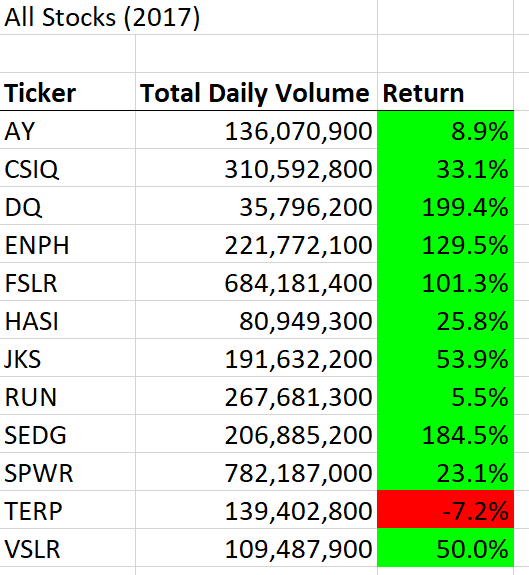 All Stocks (2017)
Ticker Total Daily Volume Return
AY 136,070,900 8.9%
CSIQ 310,592,800 33.1%
DQ 35,796,200 199.4%
ENPH 221,772,100 129.5%
FSLR 684,181,400 101.3%
HASI 80,949,300 25.8%
JKS 191,632,200 53.9%
RUN 267,681,300 5.5%
SEDG 206,885,200 184.5%
SPWR 782,187,000 23.1%
TERP 139,402,800 -7.2%
VSLR 109,487,900 50.0%